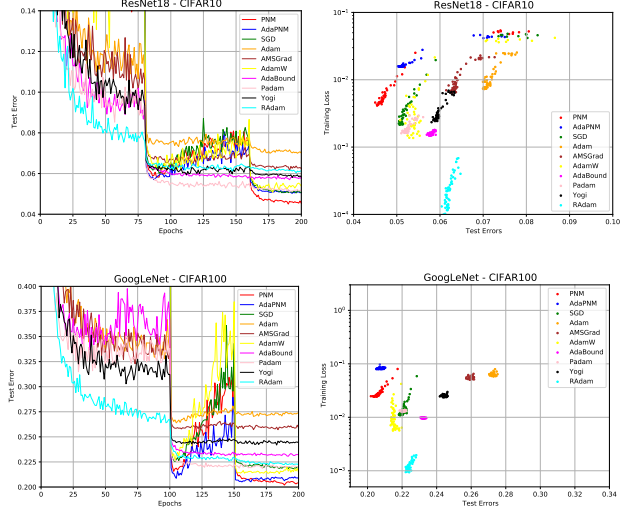 ResNet18 - CIFAR10
0.14
0.12
0.10
0.08
0.06
0.04
Test Error
0
25
50
75
100
125
150
175
200
Epochs
PNM
AdaPNM
SGD
Adam
AMSGrad
AdamW
AdaBound
Padam
Yogi
RAdam
ResNet18 - CIFAR10
10⁻¹
10⁻²
10⁻³
10⁻⁴
Training Loss
0.04
0.05
0.06
0.07
0.08
0.09
0.10
Test Errors
PNM
AdaPNM
SGD
Adam
AMSGrad
AdamW
AdaBound
Padam
Yogi
RAdam
GoogLeNet - CIFAR100
0.400
0.375
0.350
0.325
0.300
0.275
0.250
0.225
0.200
Test Error
0
25
50
75
100
125
150
175
200
Epochs
PNM
AdaPNM
SGD
Adam
AMSGrad
AdamW
AdaBound
Padam
Yogi
RAdam
GoogLeNet - CIFAR100
10⁰
10⁻¹
10⁻²
10⁻³
Training Loss
0.20
0.22
0.24
0.26
0.28
0.30
0.32
0.34
Test Errors
PNM
AdaPNM
SGD
Adam
AMSGrad
AdamW
AdaBound
Padam
Yogi
RAdam